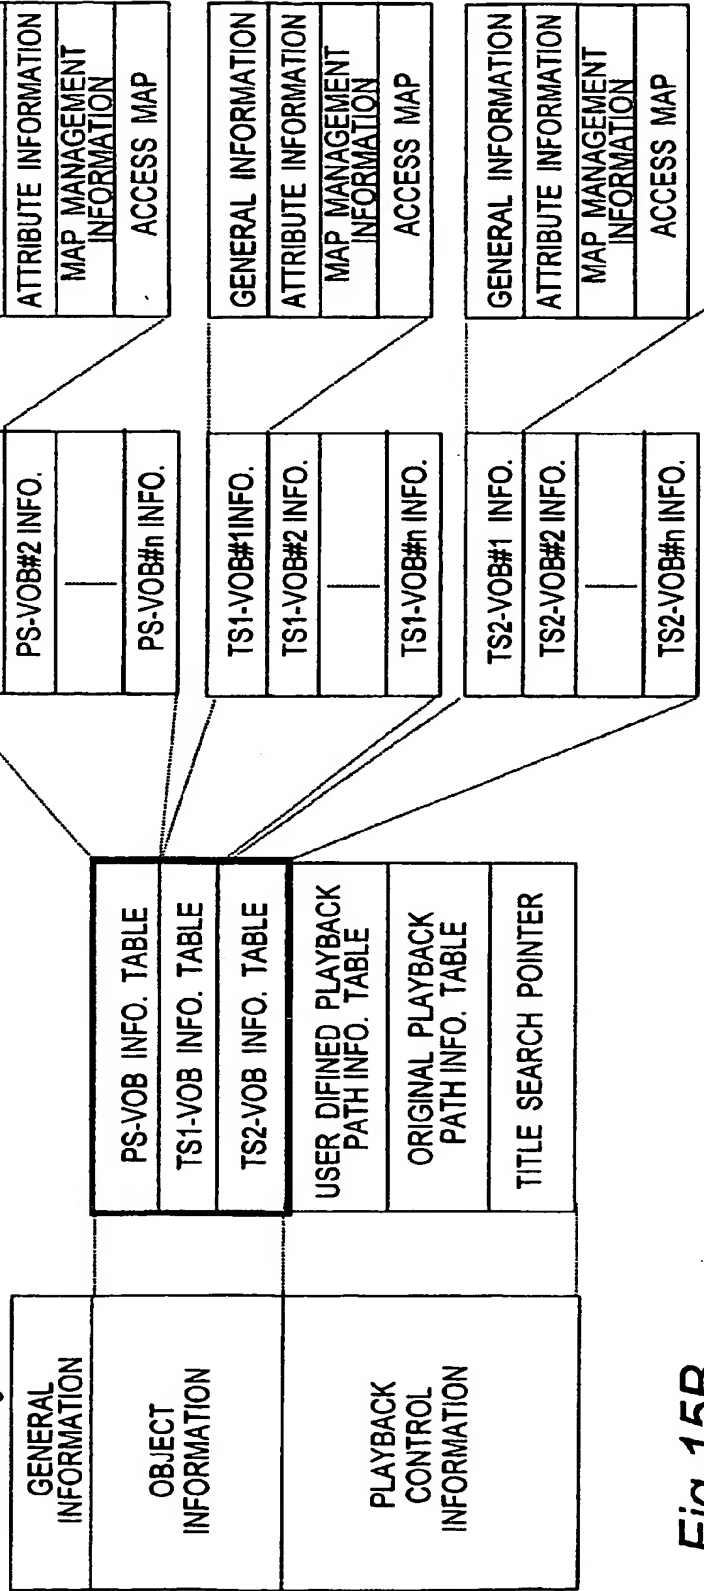 GENERAL
INFORMATION
OBJECT
INFORMATION
PLAYBACK
CONTROL
INFORMATION
PS-VOB INFO. TABLE
TS1-VOB INFO. TABLE
TS2-VOB INFO. TABLE
USER DIFINED PLAYBACK
PATH INFO. TABLE
ORIGINAL PLAYBACK
PATH INFO. TABLE
TITLE SEARCH POINTER
PS-VOB#2 INFO.
PS-VOB#n INFO.
TS1-VOB#1INFO.
TS1-VOB#2 INFO.
TS1-VOB#n INFO.
TS2-VOB#1 INFO.
TS2-VOB#2 INFO.
TS2-VOB#n INFO.
ATTRIBUTE INFORMATION
MAP MANAGEMENT
INFORMATION
ACCESS MAP
GENERAL INFORMATION
ATTRIBUTE INFORMATION
MAP MANAGEMENT
INFORMATION
ACCESS MAP
GENERAL INFORMATION
ATTRIBUTE INFORMATION
MAP MANAGEMENT
INFORMATION
ACCESS MAP
Fig.15B